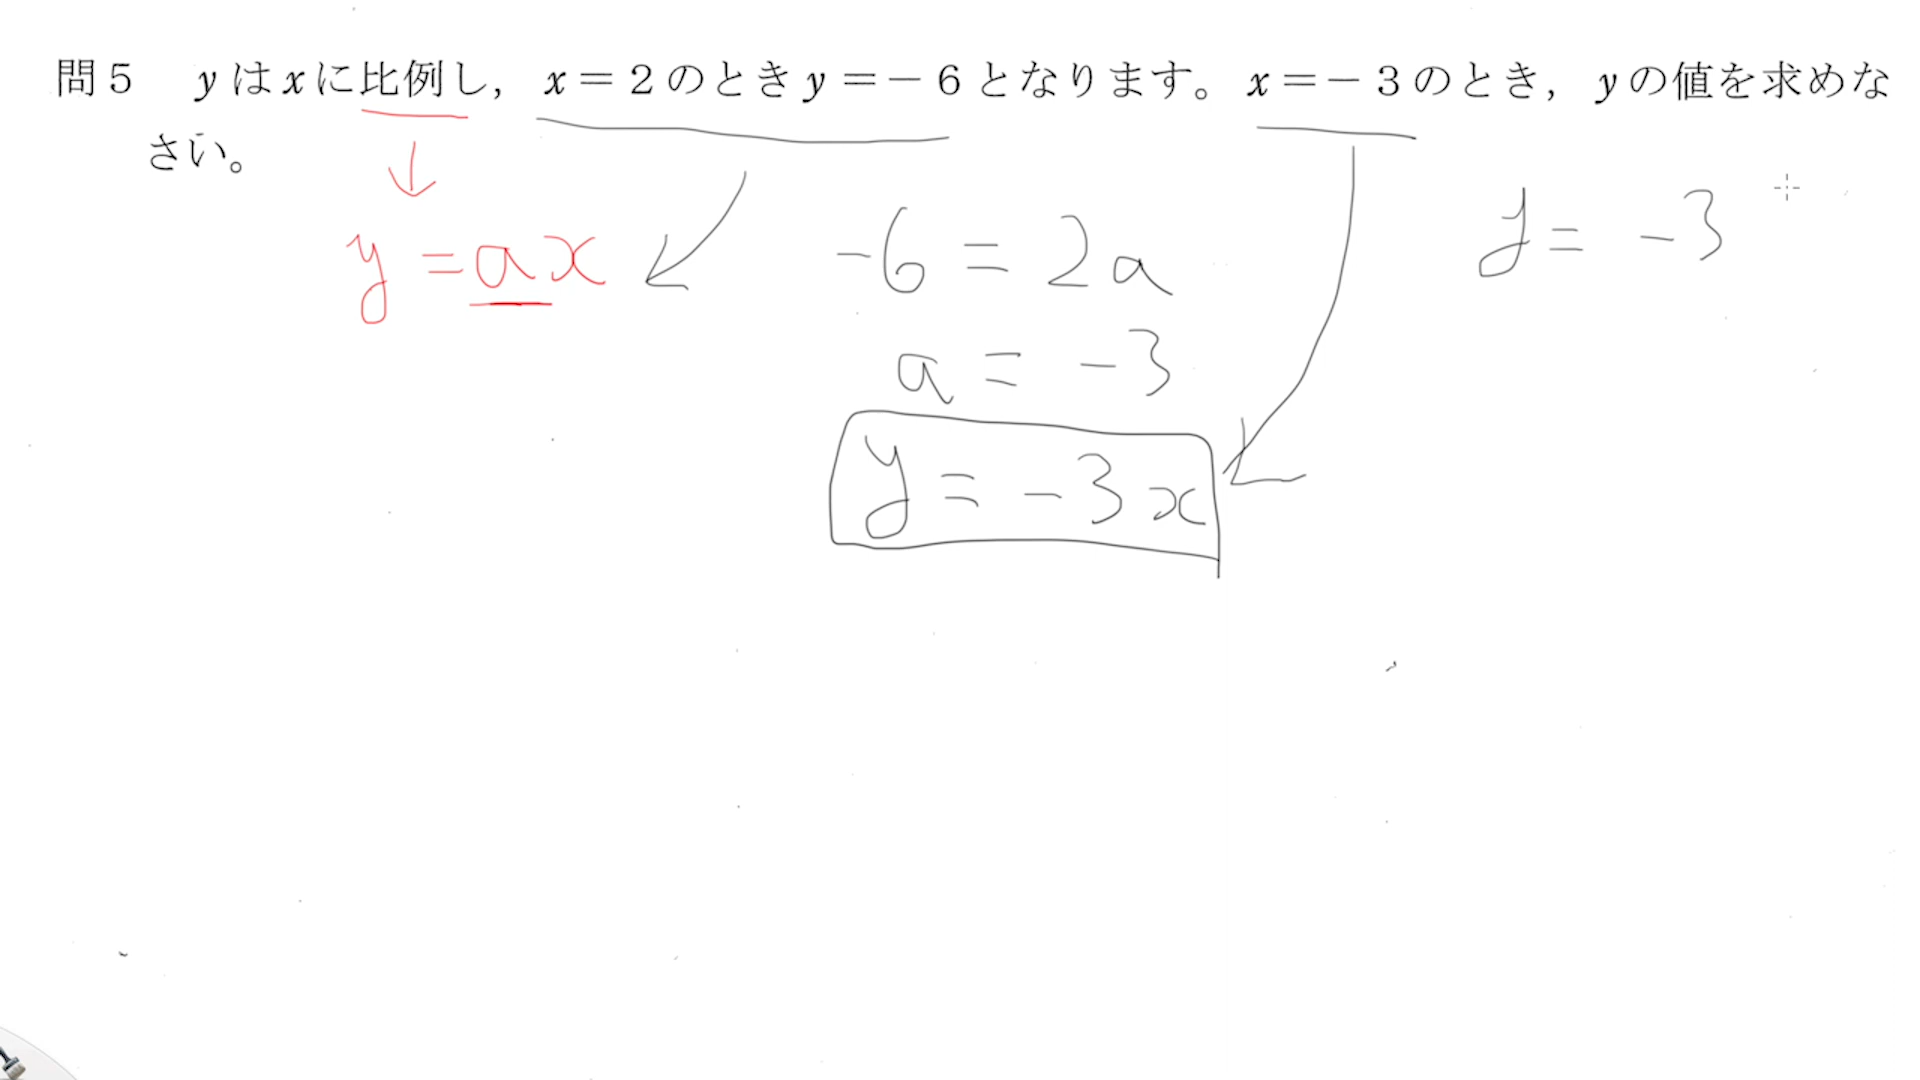 問５　yはxに比例し，x＝２のときy＝－６となります。x＝－３のとき，yの値を求めな
さい。
y = ax
-6 = 2a
a = -3
y = -3x
y = -3